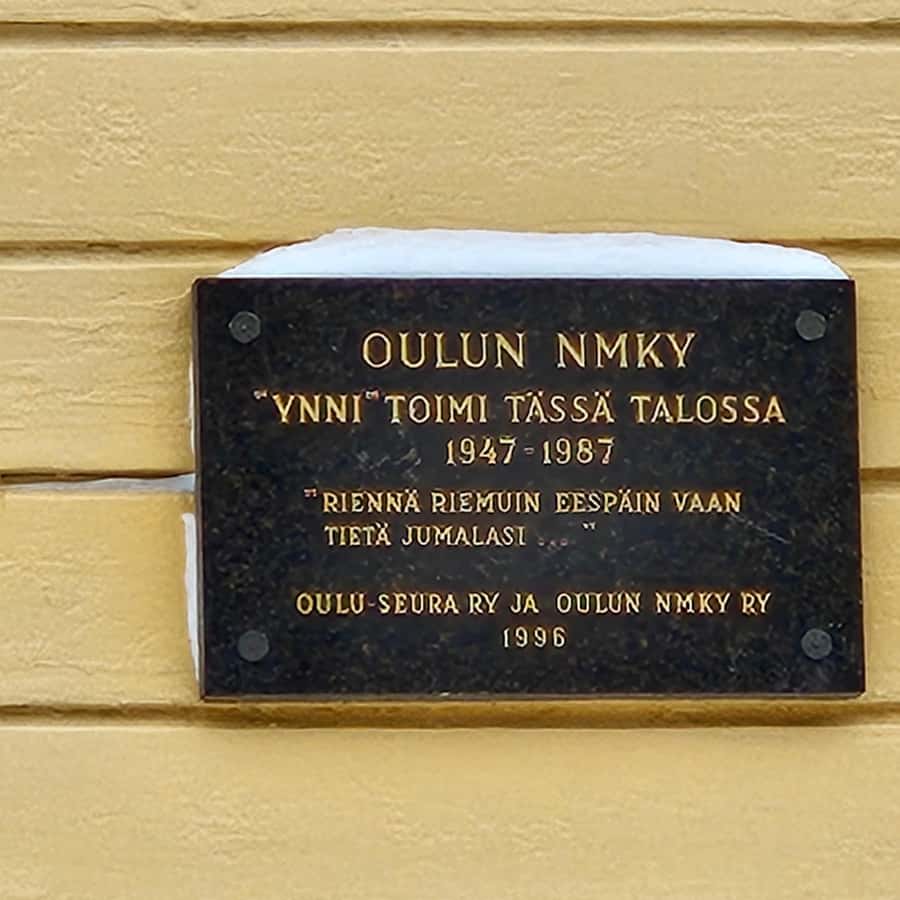 OULUN NMKY
"YNNI" TOIMI TÄSSÄ TALOSSA
1947-1987
"RIENNÄ RIEMUIN EESPÄIN VAAN
TIETÄ JUMALASI ..."
OULU-SEURA RY JA OULUN NMKY RY
1996